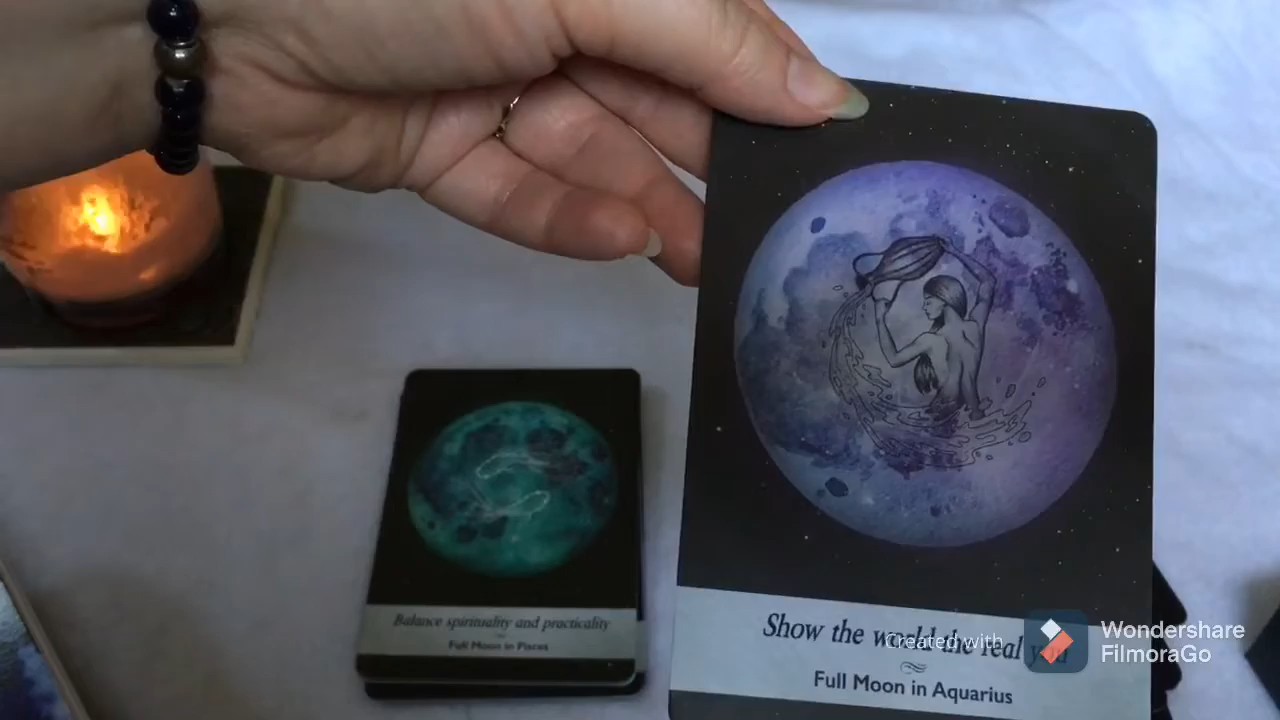 Balance spirituality and practicality
Full Moon in Pisces
Show the world the real you
Full Moon in Aquarius
Created with
Wondershare
FilmoraGo